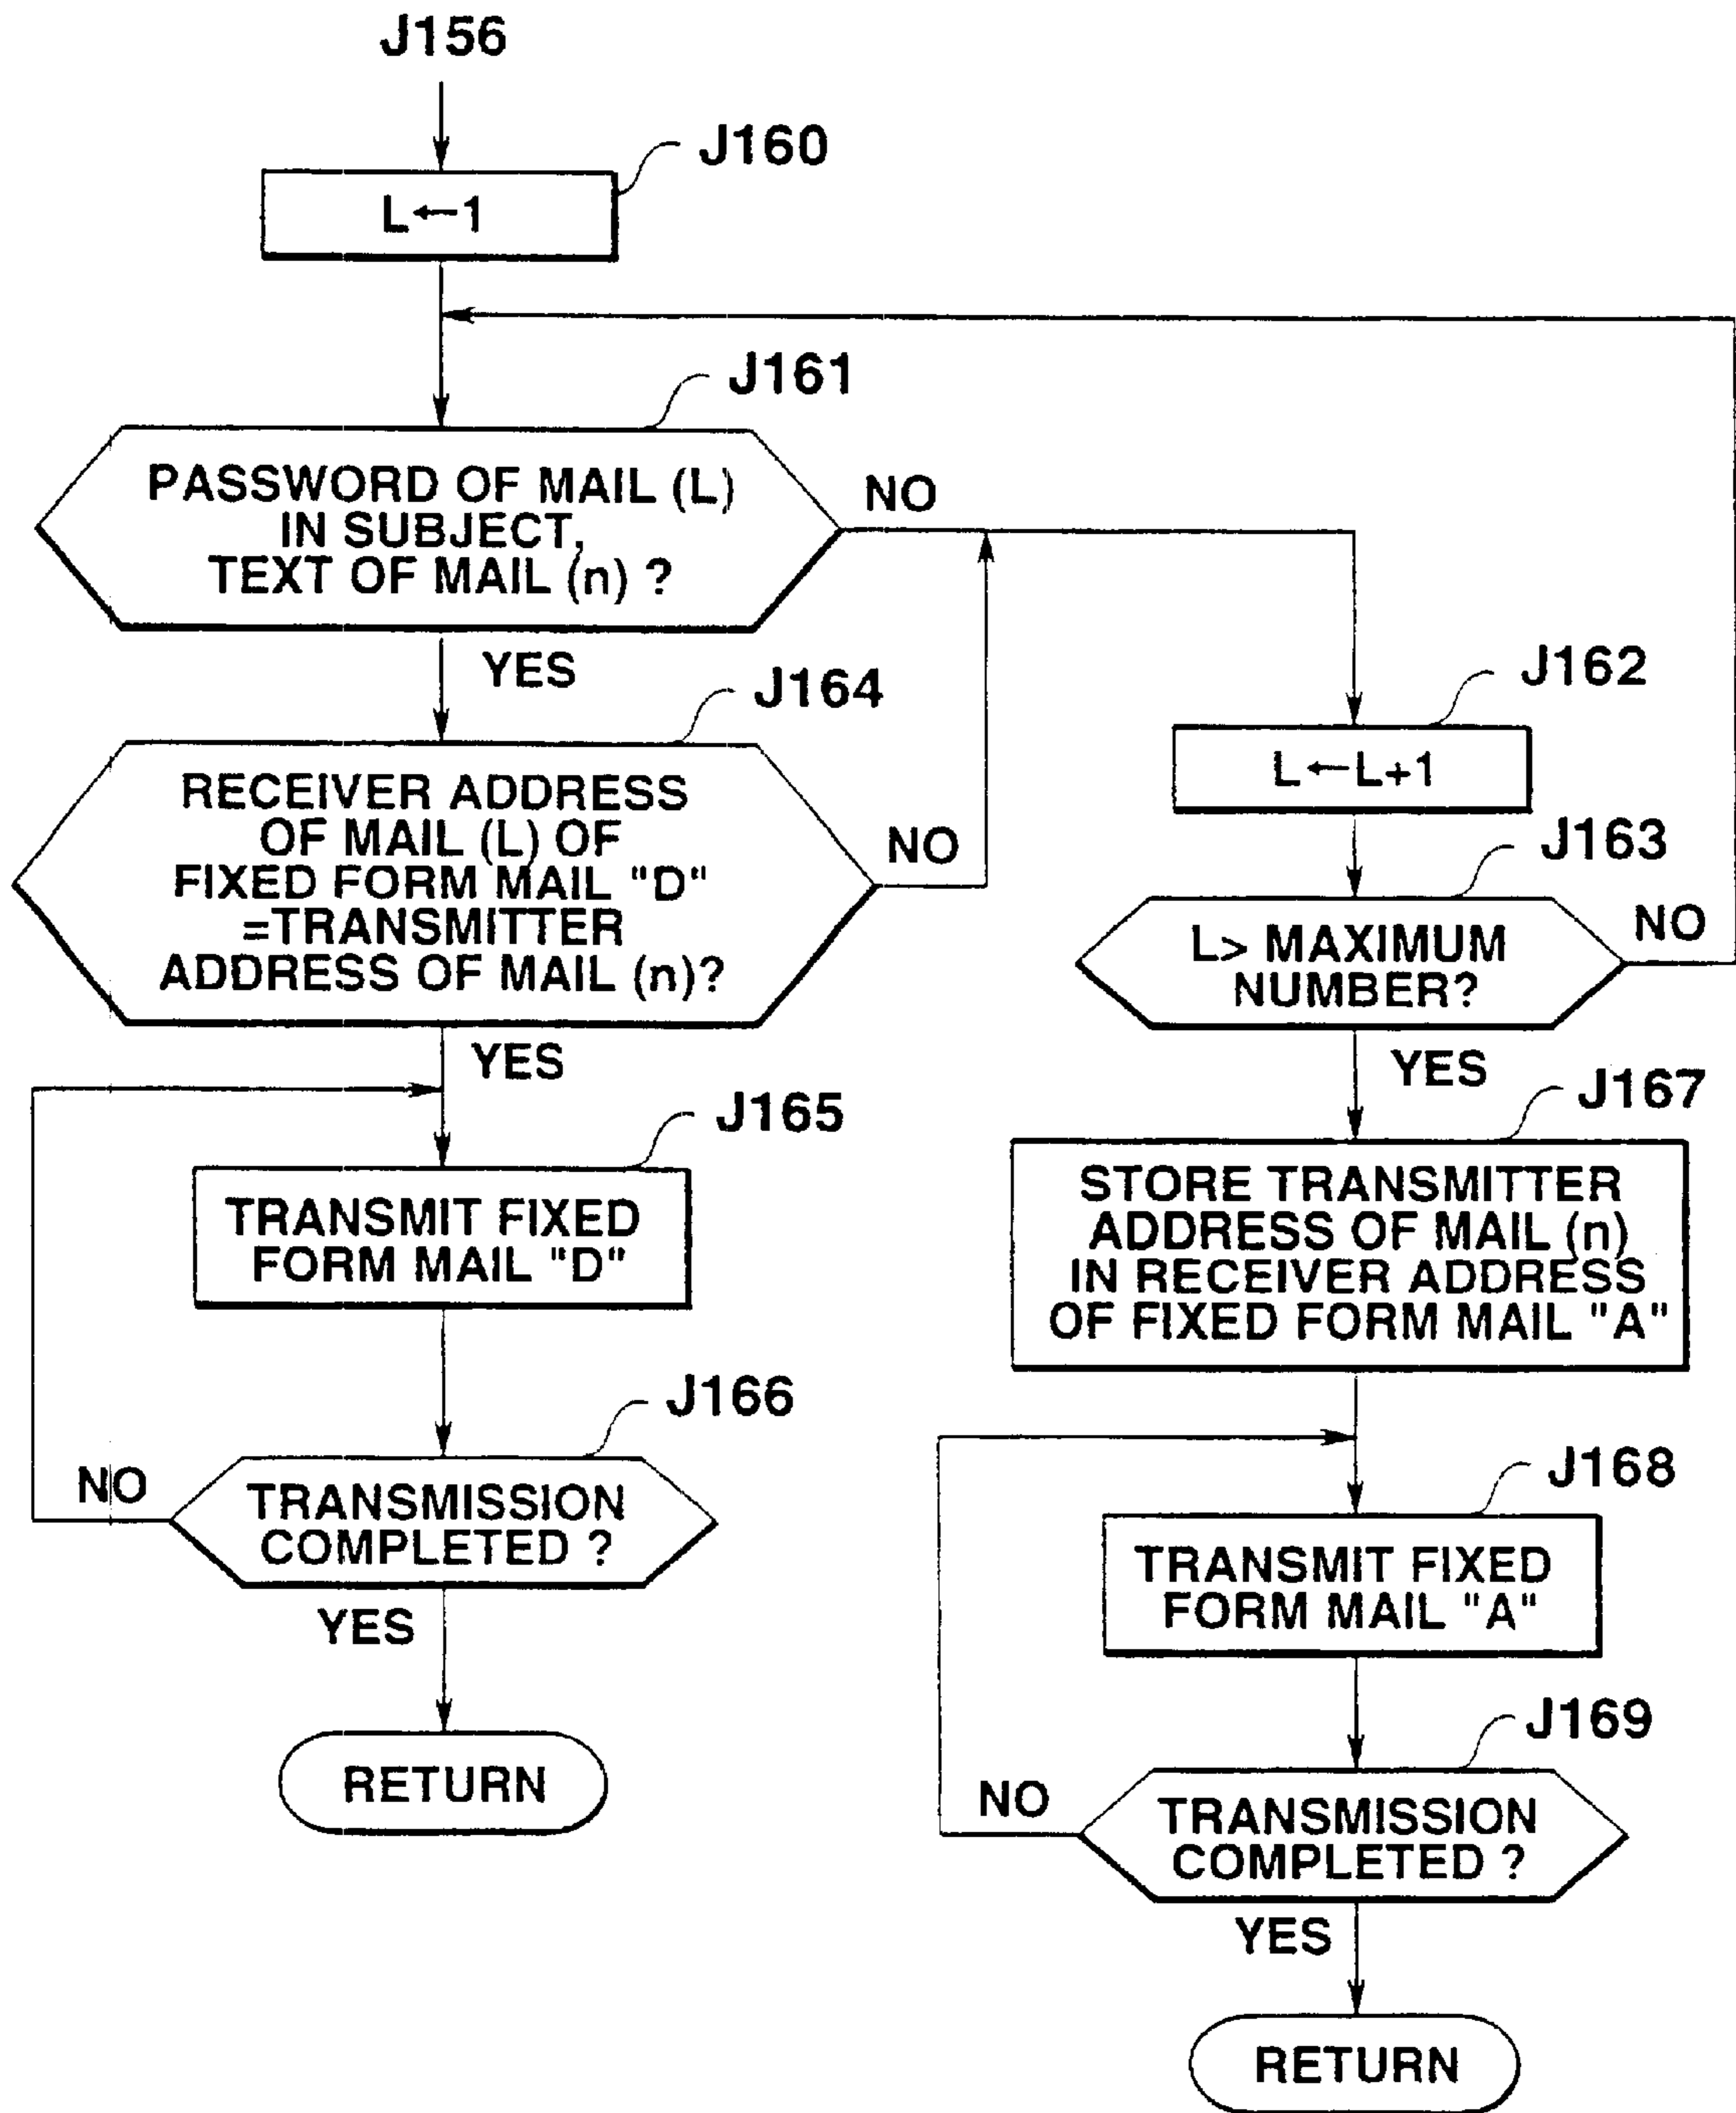 J156
J160
L←1
J161
PASSWORD OF MAIL (L)
IN SUBJECT,
TEXT OF MAIL (n) ?
NO
YES
J164
RECEIVER ADDRESS
OF MAIL (L) OF
FIXED FORM MAIL "D"
=TRANSMITTER
ADDRESS OF MAIL (n)?
NO
YES
J165
TRANSMIT FIXED
FORM MAIL "D"
J166
TRANSMISSION
COMPLETED ?
NO
YES
RETURN
J162
L←L+1
J163
L> MAXIMUM
NUMBER?
NO
YES
J167
STORE TRANSMITTER
ADDRESS OF MAIL (n)
IN RECEIVER ADDRESS
OF FIXED FORM MAIL "A"
J168
TRANSMIT FIXED
FORM MAIL "A"
J169
TRANSMISSION
COMPLETED ?
NO
YES
RETURN